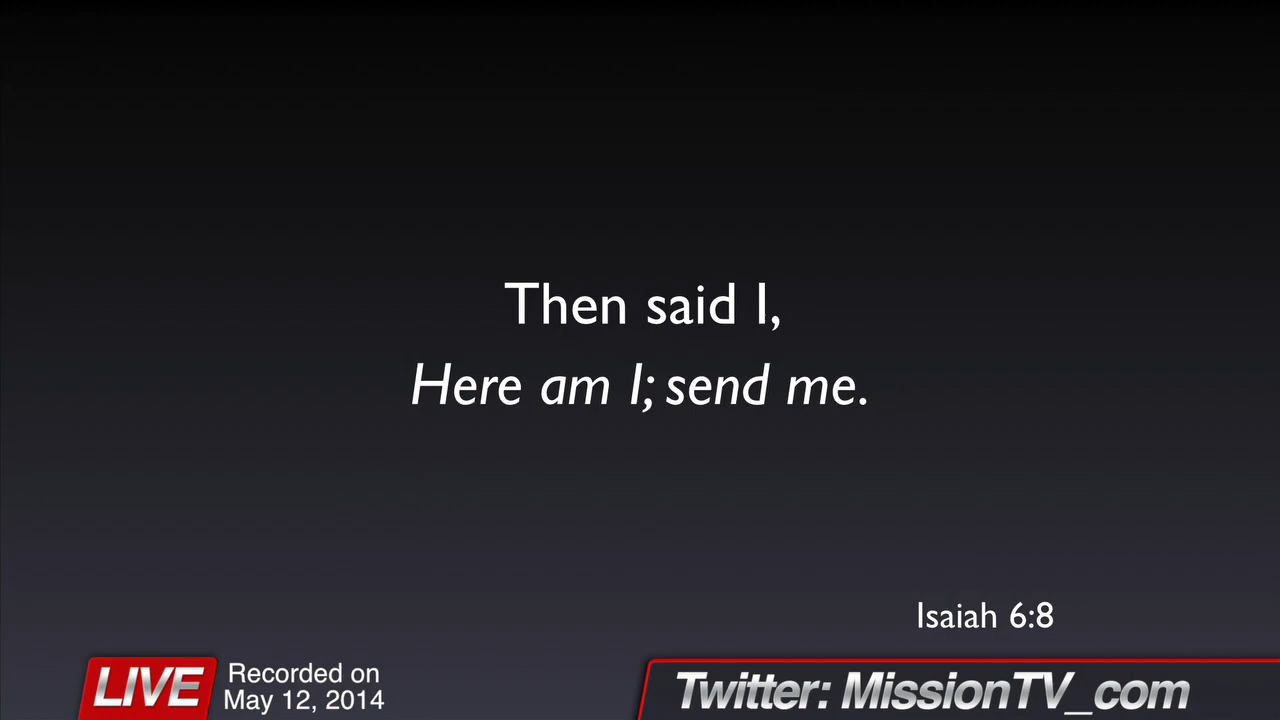 Then said I,
Here am I; send me.
Isaiah 6:8
LIVE
Recorded on
May 12, 2014
Twitter: MissionTV_com